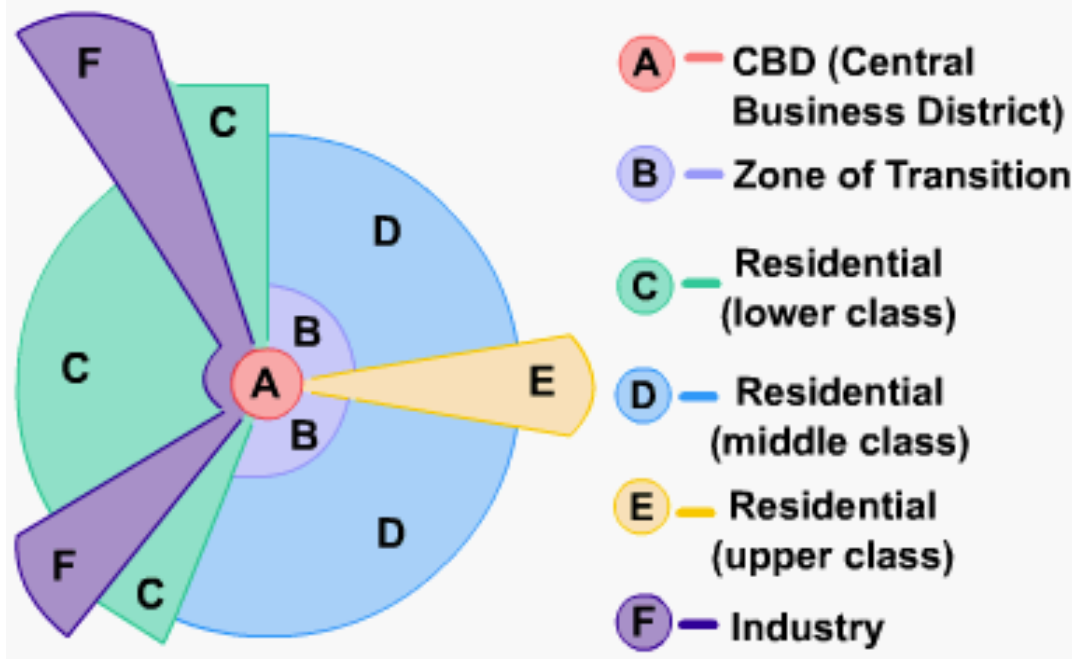 F
C
D
C
B
A
E
B
D
F
C
A CBD (Central
Business District)
B Zone of Transition
C Residential
(lower class)
D Residential
(middle class)
E Residential
(upper class)
F Industry